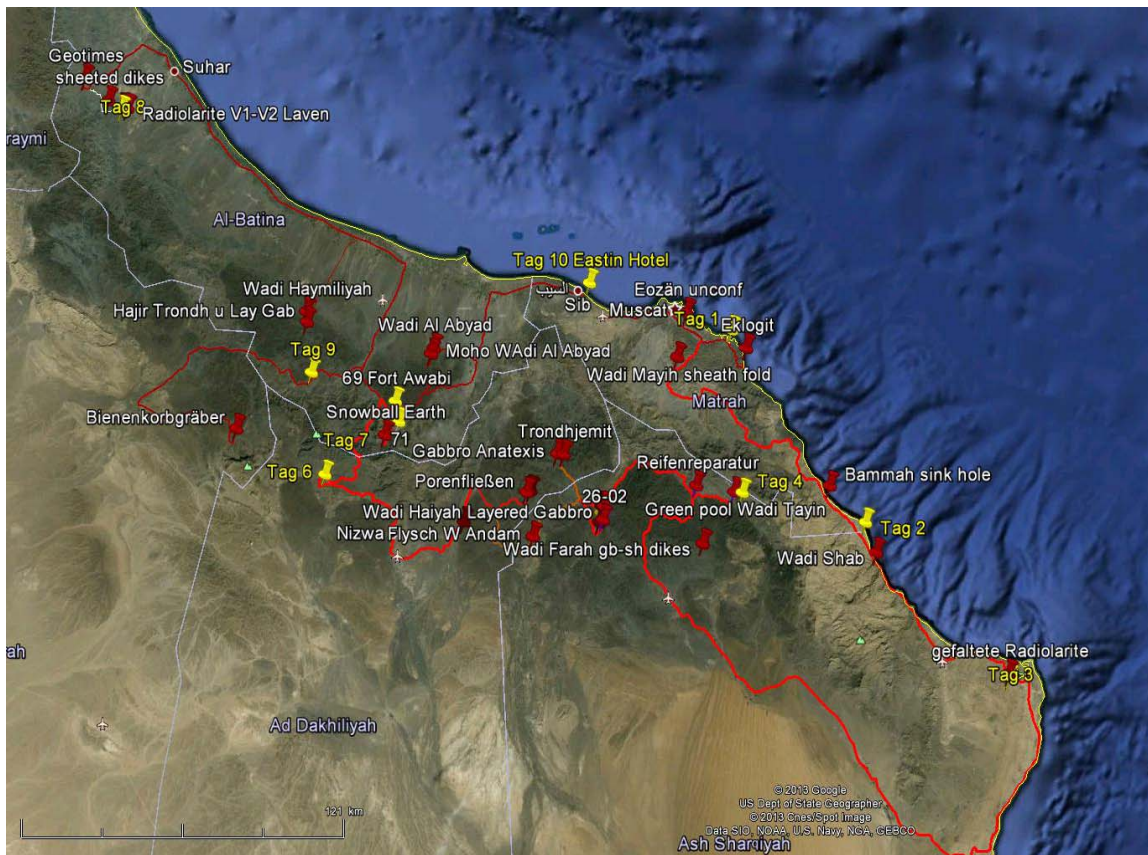 Geotimes
Suhar
sheeted dikes
Tag 8
Radiolarite V1-V2 Laven
raymi
Al-Batina
Tag 10 Eastin Hotel
Wadi Haymiliyah
السيب
Sib
Eozän unconf
Hajir Trondh u Lay Gab
Muscat
Tag 1
Wadi Al Abyad
Eklogit
Moho WAdi Al Abyad
Tag 9
69 Fort Awabi
Wadi Mayih sheath fold
Matrah
Bienenkorbgräber
Snowball Earth
Tag 7
71
Trondhjemit
Gabbro Anatexis
Tag 6
Reifenreparatur
Bammah sink hole
Porenfließen
Tag 4
26-02
Wadi Haiyah Layered Gabbro
Green pool Wadi Tayin
Tag 2
Nizwa Flysch W Andam
Wadi Farah gb-sh dikes
Wadi Shab
gefaltete Radiolarite
Tag 3
rah
Ad Dakhiliyah
© 2013 Google
US Dept of State Geographer
© 2013 Cnes/Spot Image
Data SIO, NOAA, U.S. Navy, NGA, GEBCO
121 km
Ash Sharqiyah